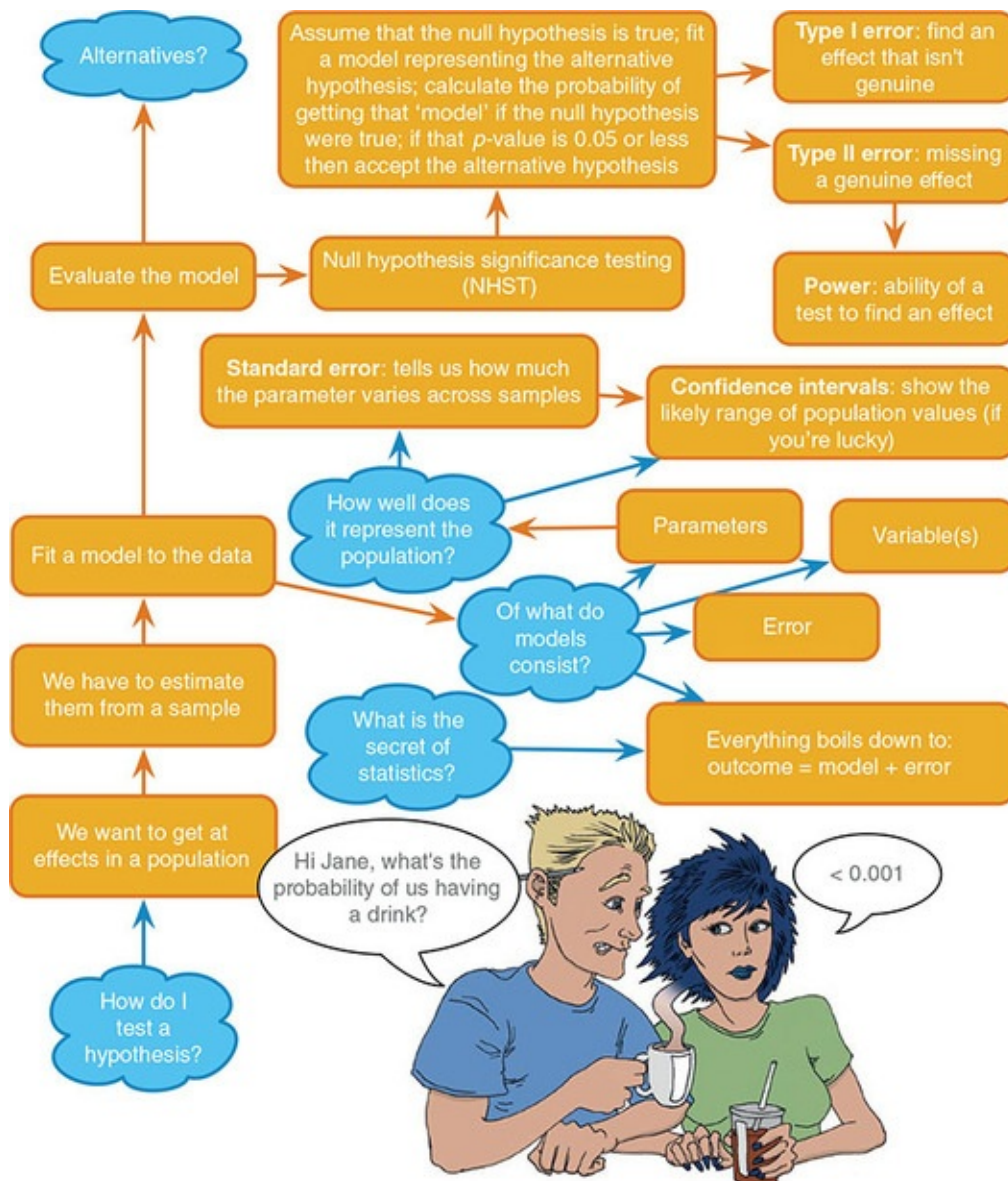 Alternatives?
Assume that the null hypothesis is true; fit
a model representing the alternative
hypothesis; calculate the probability of
getting that ‘model’ if the null hypothesis
were true; if that p-value is 0.05 or less
then accept the alternative hypothesis
Type I error: find an
effect that isn't
genuine
Type II error: missing
a genuine effect
Evaluate the model
Null hypothesis significance testing
(NHST)
Power: ability of a
test to find an effect
Standard error: tells us how much
the parameter varies across samples
Confidence intervals: show the
likely range of population values (if
you’re lucky)
How well does
it represent the
population?
Parameters
Variable(s)
Fit a model to the data
Of what do
models
consist?
Error
We have to estimate
them from a sample
What is the
secret of
statistics?
Everything boils down to:
outcome = model + error
We want to get at
effects in a population
Hi Jane, what's the
probability of us having
a drink?
< 0.001
How do I
test a
hypothesis?